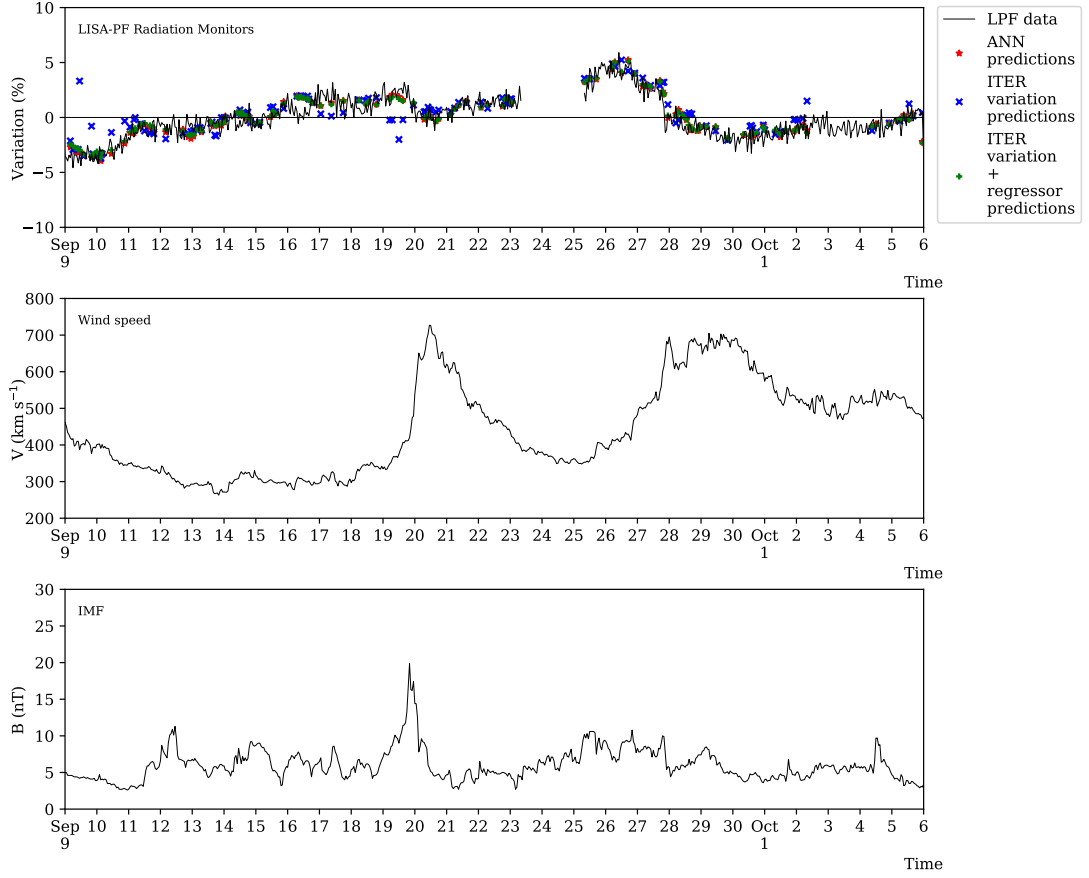 10
5
0
−5
−10
Variation (%)
LISA-PF Radiation Monitors
LPF data
ANN
predictions
ITER
variation
predictions
ITER
variation
+
regressor
predictions
Sep 10 11 12 13 14 15 16 17 18 19 20 21 22 23 24 25 26 27 28 29 30 Oct 2 3 4 5 6
9 1
Time
800
700
600
500
400
300
200
V (km s−1)
Wind speed
Sep 10 11 12 13 14 15 16 17 18 19 20 21 22 23 24 25 26 27 28 29 30 Oct 2 3 4 5 6
9 1
Time
30
25
20
15
10
5
0
B (nT)
IMF
Sep 10 11 12 13 14 15 16 17 18 19 20 21 22 23 24 25 26 27 28 29 30 Oct 2 3 4 5 6
9 1
Time